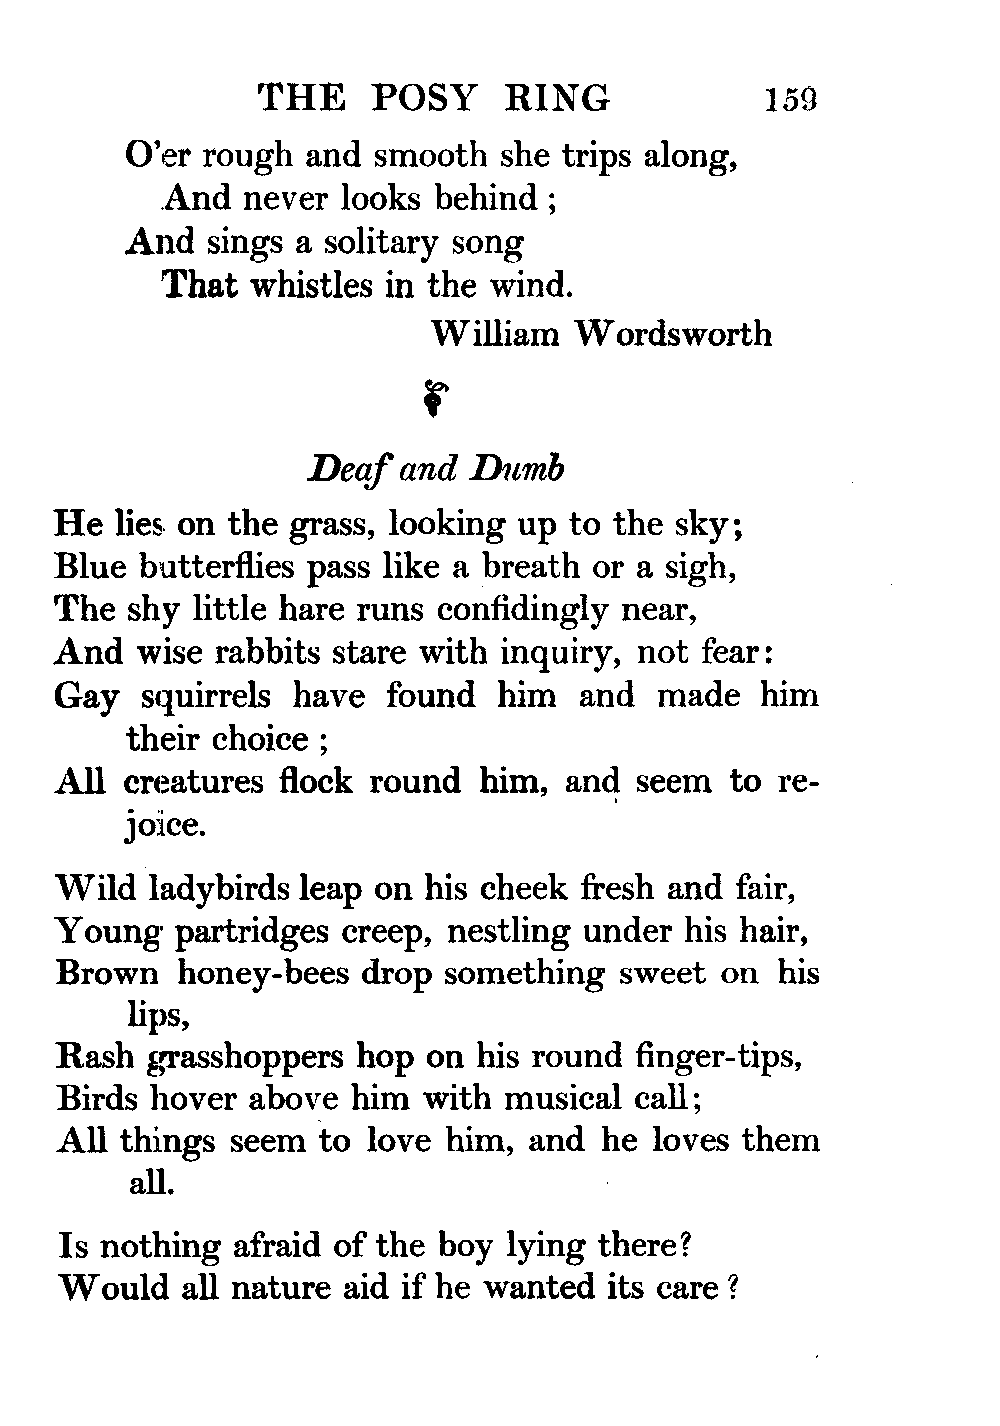 THE POSY RING 159
O'er rough and smooth she trips along,
And never looks behind ;
And sings a solitary song
That whistles in the wind.
William Wordsworth
Deaf and Dumb
He lies on the grass, looking up to the sky;
Blue butterflies pass like a breath or a sigh,
The shy little hare runs confidingly near,
And wise rabbits stare with inquiry, not fear:
Gay squirrels have found him and made him
their choice ;
All creatures flock round him, and seem to re-
joice.
Wild ladybirds leap on his cheek fresh and fair,
Young partridges creep, nestling under his hair,
Brown honey-bees drop something sweet on his
lips,
Rash grasshoppers hop on his round finger-tips,
Birds hover above him with musical call;
All things seem to love him, and he loves them
all.
Is nothing afraid of the boy lying there?
Would all nature aid if he wanted its care ?